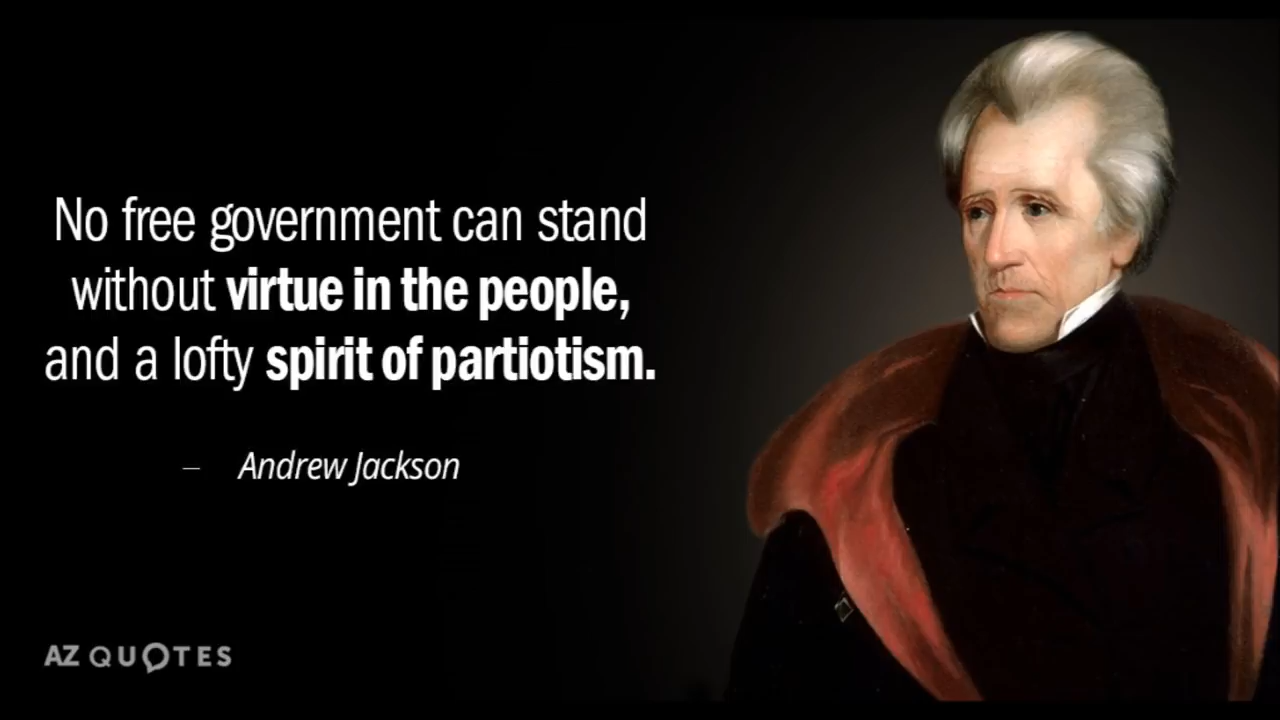 No free government can stand
without virtue in the people,
and a lofty spirit of partiotism.
– Andrew Jackson
AZ QUOTES